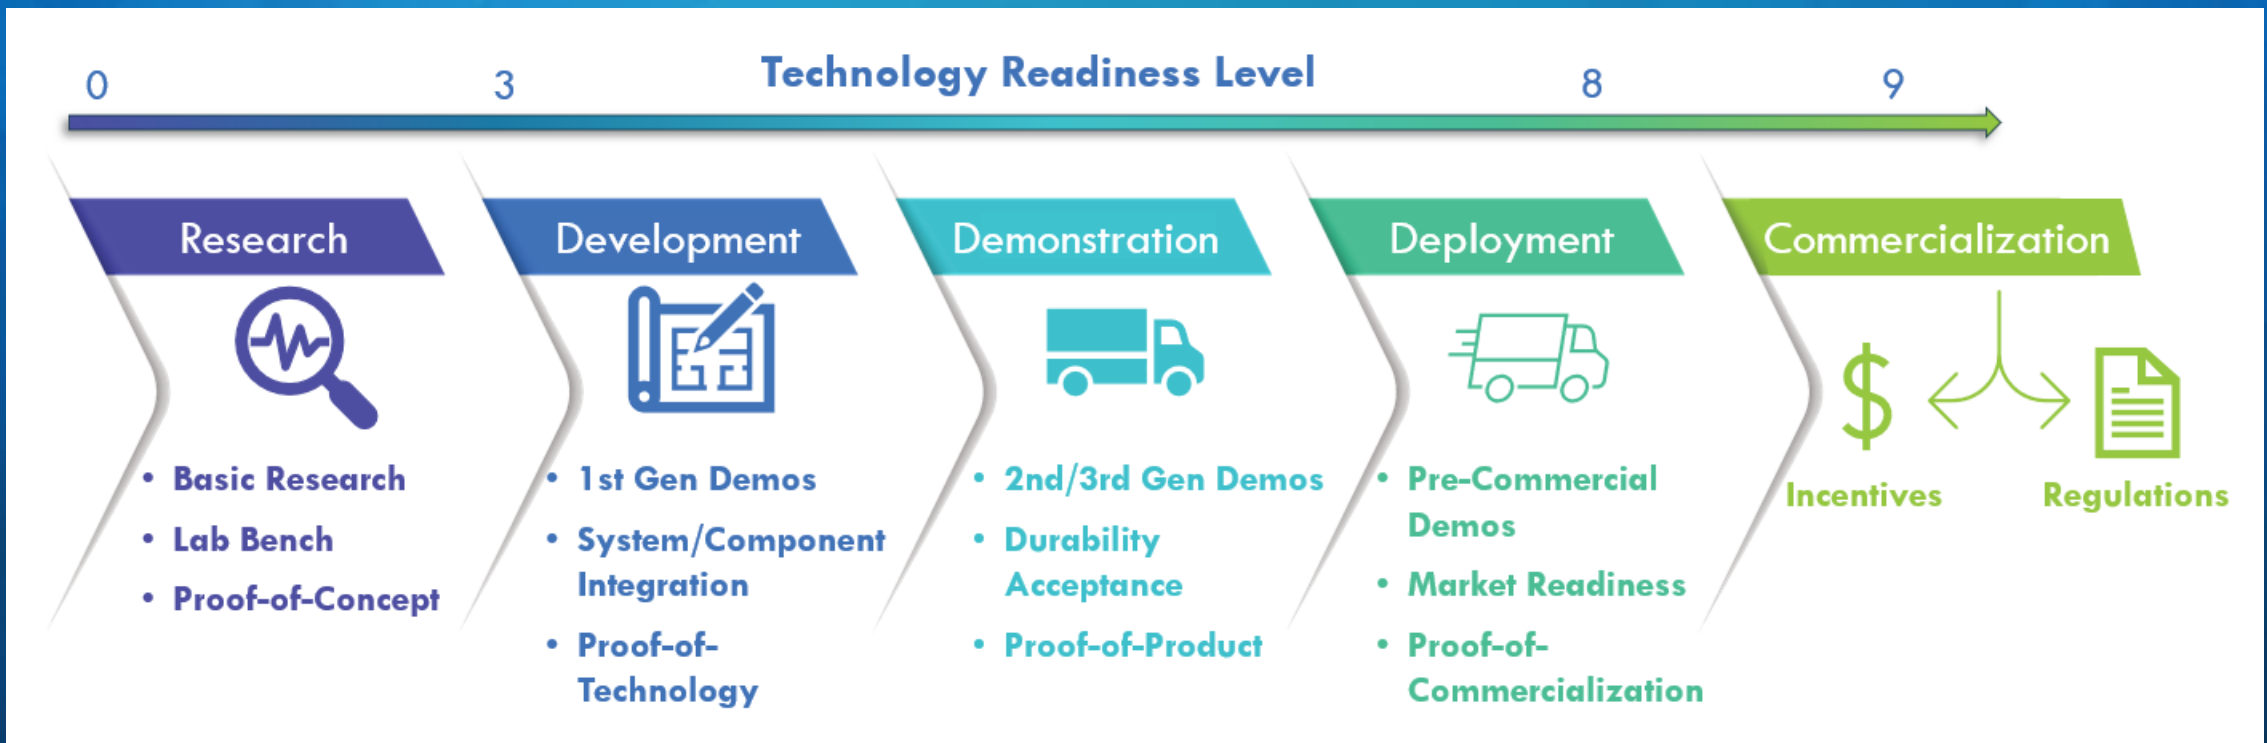 Technology Readiness Level
0 3 8 9
Research
• Basic Research
• Lab Bench
• Proof-of-Concept
Development
• 1st Gen Demos
• System/Component
Integration
• Proof-of-
Technology
Demonstration
• 2nd/3rd Gen Demos
• Durability
Acceptance
• Proof-of-Product
Deployment
• Pre-Commercial
Demos
• Market Readiness
• Proof-of-
Commercialization
Commercialization
$
Incentives
Regulations